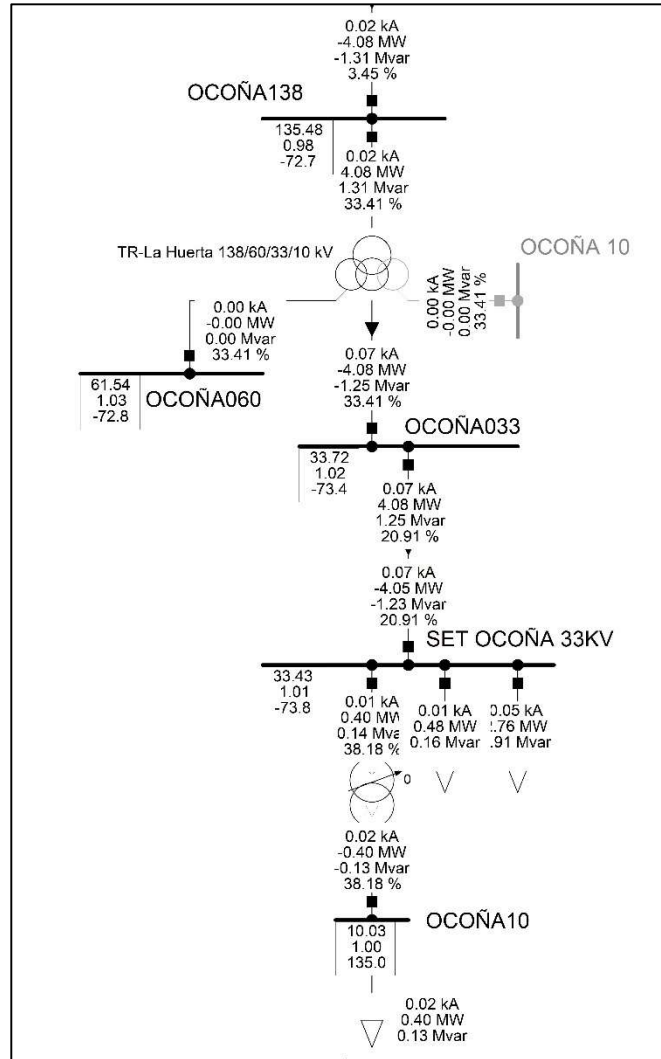 0.02 kA
-4.08 MW
-1.31 Mvar
3.45 %
OCOÑA138
135.48
0.98
-72.7
0.02 kA
4.08 MW
1.31 Mvar
33.41 %
TR-La Huerta 138/60/33/10 kV
OCOÑA 10
0.00 kA
-0.00 MW
0.00 Mvar
33.41 %
0.00 kA
-0.00 MW
0.00 Mvar
33.41 %
61.54
1.03
-72.8
OCOÑA060
0.07 kA
-4.08 MW
-1.25 Mvar
33.41 %
OCOÑA033
33.72
1.02
-73.4
0.07 kA
4.08 MW
1.25 Mvar
20.91 %
0.07 kA
-4.05 MW
-1.23 Mvar
20.91 %
SET OCOÑA 33KV
33.43
1.01
-73.8
0.01 kA
0.40 MW
0.14 Mva
38.18 %
0.01 kA
0.48 MW
0.16 Mvar
0.05 kA
.76 MW
.91 Mvar
0
0.02 kA
-0.40 MW
-0.13 Mvar
38.18 %
OCOÑA10
10.03
1.00
135.0
0.02 kA
0.40 MW
0.13 Mvar